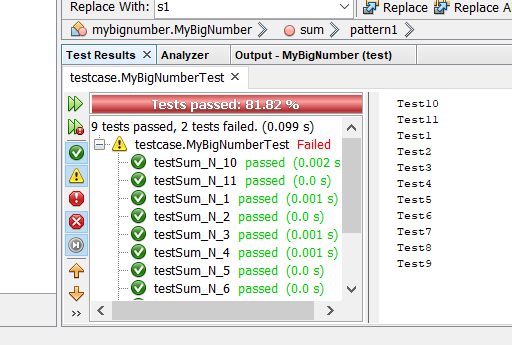 Replace With: s1
Replace
Replace A
mybignumber.MyBigNumber
sum
pattern1
Test Results
Analyzer
Output - MyBigNumber (test)
testcase.MyBigNumberTest
Tests passed: 81.82 %
9 tests passed, 2 tests failed. (0.099 s)
testcase.MyBigNumberTest Failed
testSum_N_10 passed (0.002 s
testSum_N_11 passed (0.0 s)
testSum_N_1 passed (0.001 s)
testSum_N_2 passed (0.0 s)
testSum_N_3 passed (0.001 s)
testSum_N_4 passed (0.001 s)
testSum_N_5 passed (0.0 s)
testSum_N_6 passed (0.0 s)
Test10
Test11
Test1
Test2
Test3
Test4
Test5
Test6
Test7
Test8
Test9